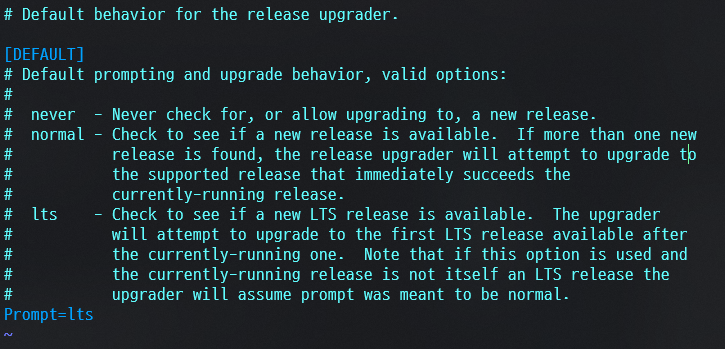 # Default behavior for the release upgrader.

[DEFAULT]
# Default prompting and upgrade behavior, valid options:
#
#  never  - Never check for, or allow upgrading to, a new release.
#  normal - Check to see if a new release is available.  If more than one new
#           release is found, the release upgrader will attempt to upgrade to
#           the supported release that immediately succeeds the
#           currently-running release.
#  lts    - Check to see if a new LTS release is available.  The upgrader
#           will attempt to upgrade to the first LTS release available after
#           the currently-running one.  Note that if this option is used and
#           the currently-running release is not itself an LTS release the
#           upgrader will assume prompt was meant to be normal.
Prompt=lts
~